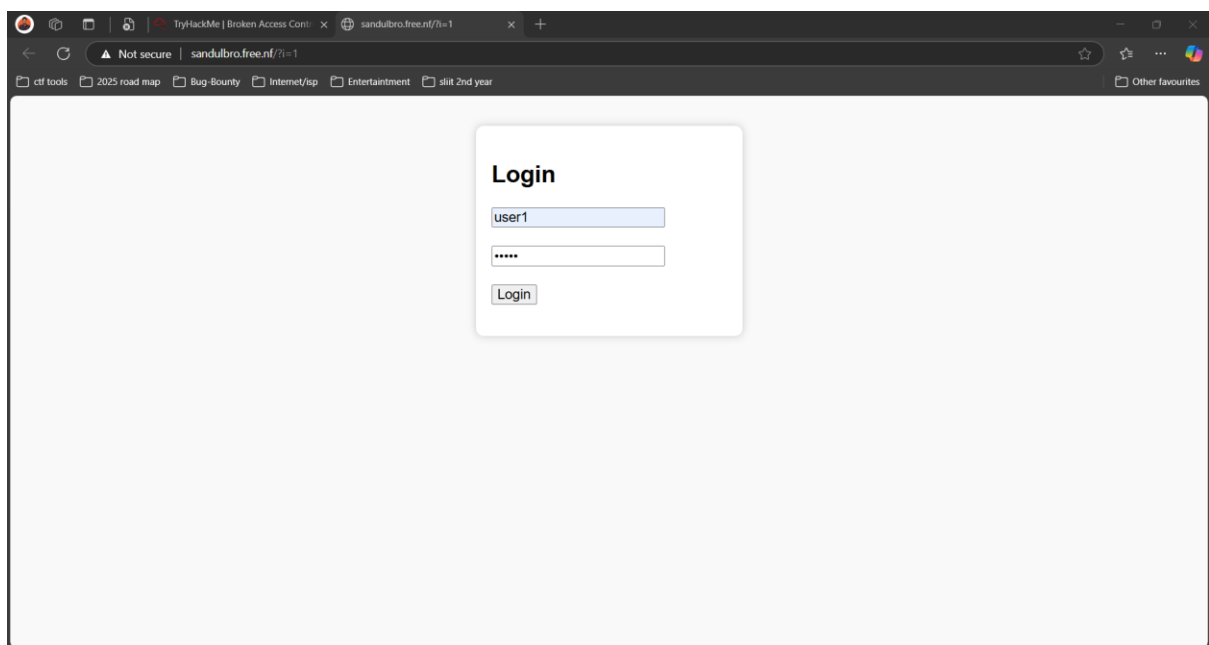 TryHackMe | Broken Access Contr
sandulbro.free.nf/?i=1
Not secure | sandulbro.free.nf/?i=1
ctf tools 2025 road map Bug-Bounty Internet/isp Entertaintment sliit 2nd year Other favourites
Login
user1
•••••
Login